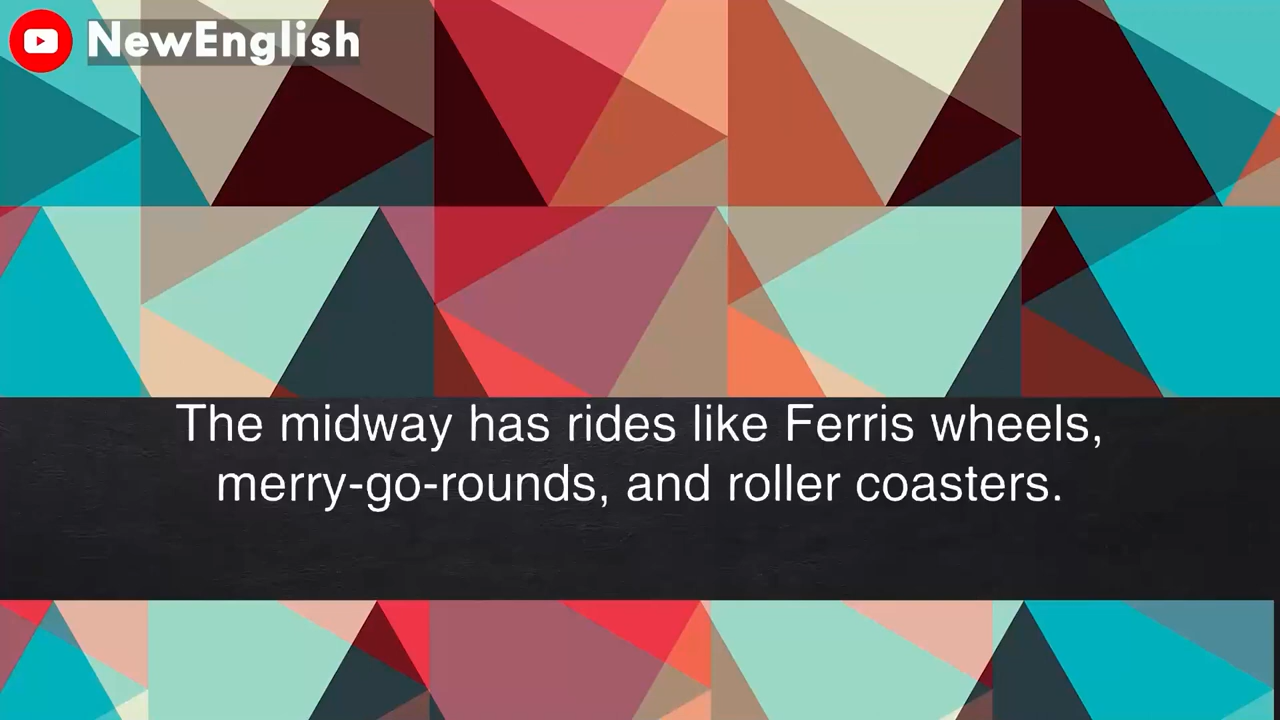 NewEnglish
The midway has rides like Ferris wheels,
merry-go-rounds, and roller coasters.